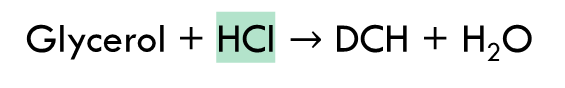 Glycerol + HCl → DCH + H₂O